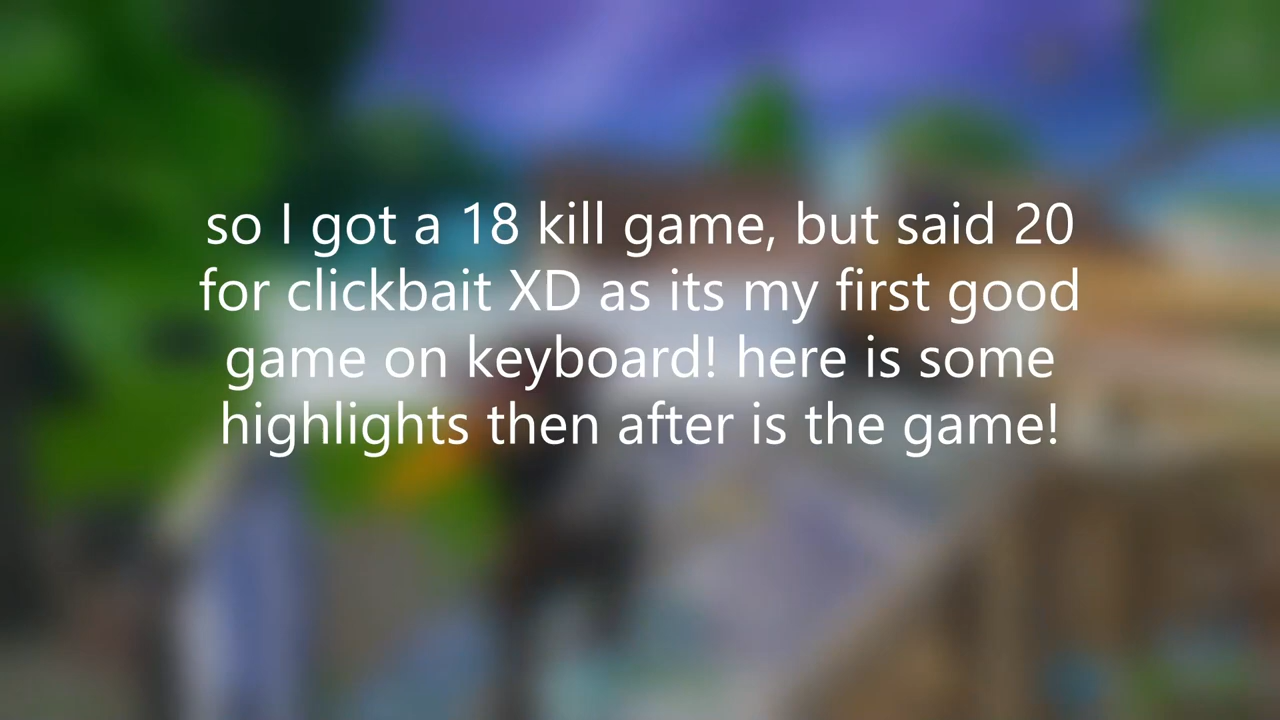 so I got a 18 kill game, but said 20
for clickbait XD as its my first good
game on keyboard! here is some
highlights then after is the game!